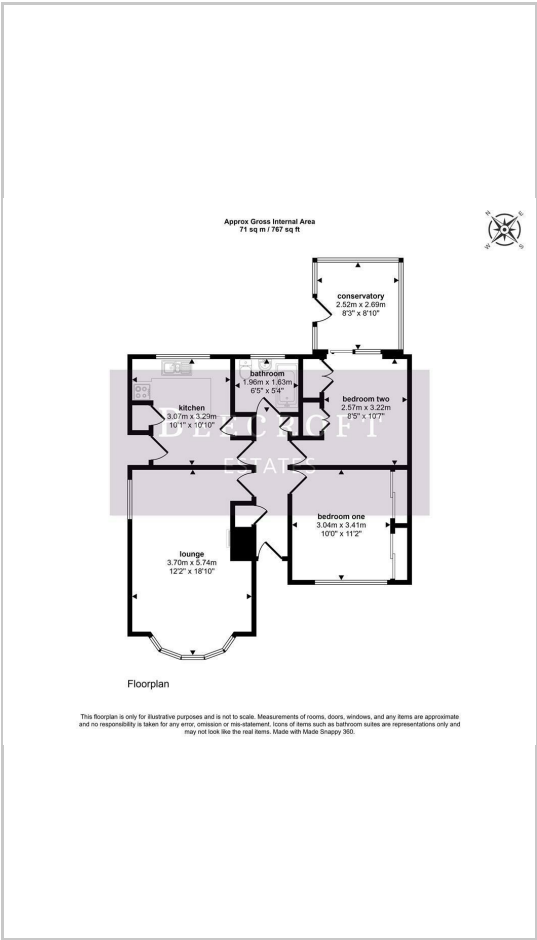 Approx Gross Internal Area
71 sq m / 767 sq ft
N
E
W
S
conservatory
2.52m x 2.69m
8'3" x 8'10"
bathroom
1.96m x 1.63m
6'5" x 5'4"
kitchen
3.07m x 3.29m
10'1" x 10'10"
bedroom two
2.57m x 3.22m
8'5" x 10'7"
BEECROFT
ESTATES
bedroom one
3.04m x 3.41m
10'0" x 11'2"
lounge
3.70m x 5.74m
12'2" x 18'10"
Floorplan
This floorplan is only for illustrative purposes and is not to scale. Measurements of rooms, doors, windows, and any items are approximate
and no responsibility is taken for any error, omission or mis-statement. Icons of items such as bathroom suites are representations only and
may not look like the real items. Made with Made Snappy 360.